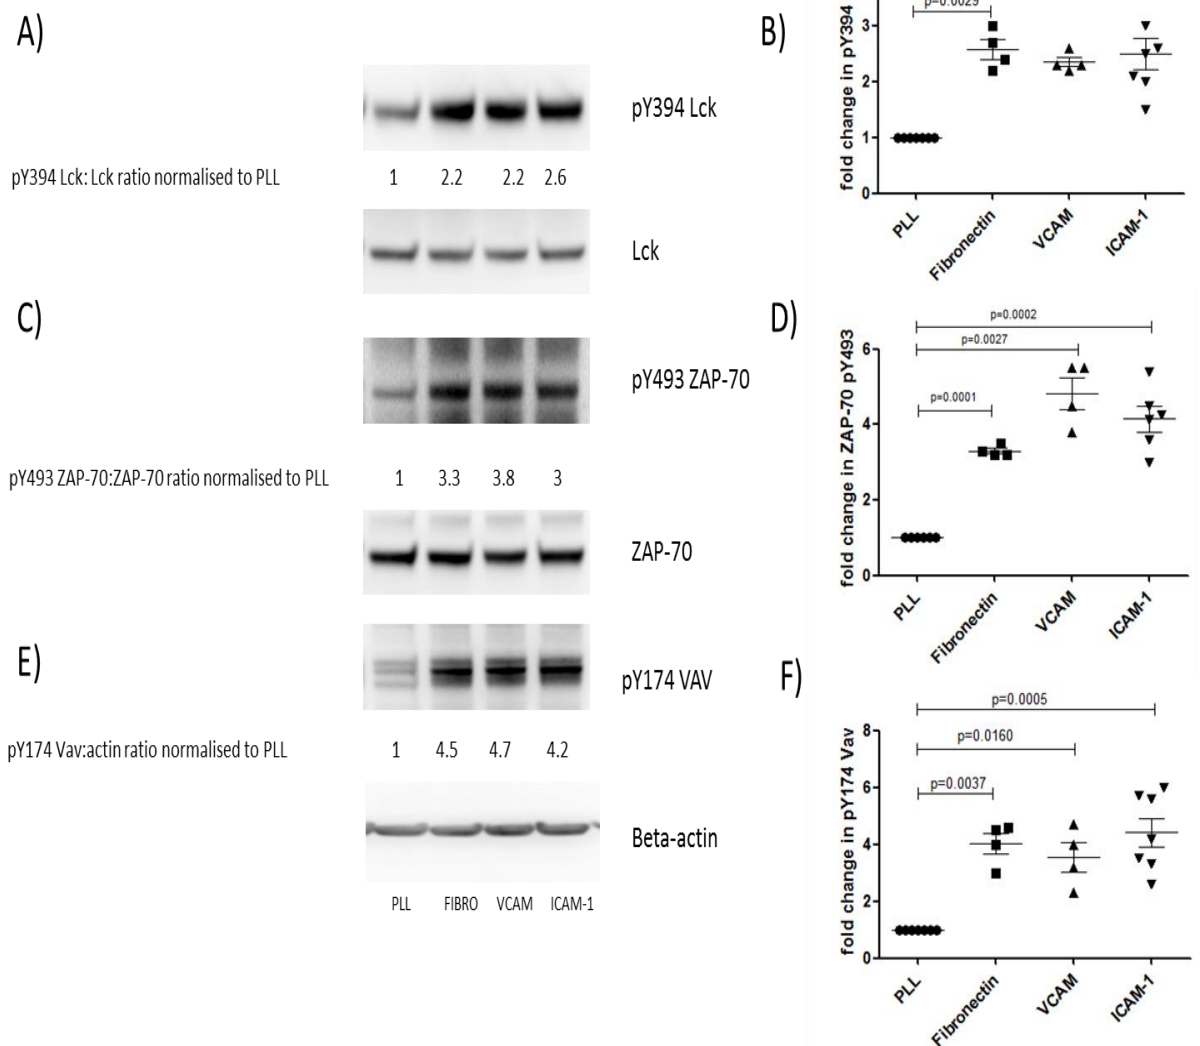 A)
pY394 Lck
pY394 Lck: Lck ratio normalised to PLL
1 2.2 2.2 2.6
Lck
B)
p=0.0029
fold change in pY394
3
2
1
0
PLL
Fibronectin
VCAM
ICAM-1
C)
pY493 ZAP-70
pY493 ZAP-70:ZAP-70 ratio normalised to PLL
1 3.3 3.8 3
ZAP-70
D)
p=0.0002
p=0.0027
p=0.0001
fold change in ZAP-70 pY493
6
4
2
0
PLL
Fibronectin
VCAM
ICAM-1
E)
pY174 VAV
pY174 Vav:actin ratio normalised to PLL
1 4.5 4.7 4.2
Beta-actin
PLL FIBRO VCAM ICAM-1
F)
p=0.0005
p=0.0160
p=0.0037
fold change in pY174 Vav
8
6
4
2
0
PLL
Fibronectin
VCAM
ICAM-1